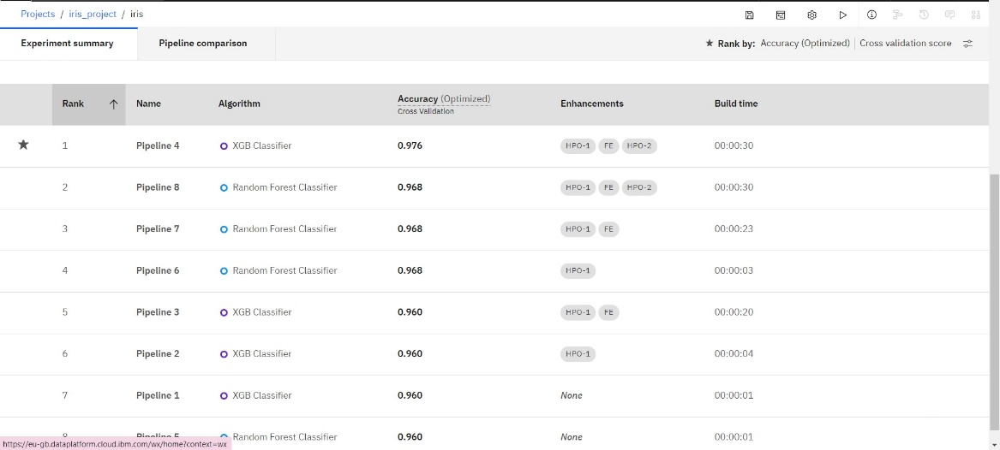 Projects / iris_project / iris
Experiment summary
Pipeline comparison
★ Rank by: Accuracy (Optimized) | Cross validation score
Rank ↑ Name Algorithm Accuracy (Optimized) Enhancements Build time
Cross Validation
★ 1 Pipeline 4 XGB Classifier 0.976 HPO-1 FE HPO-2 00:00:30
2 Pipeline 8 Random Forest Classifier 0.968 HPO-1 FE HPO-2 00:00:30
3 Pipeline 7 Random Forest Classifier 0.968 HPO-1 FE 00:00:23
4 Pipeline 6 Random Forest Classifier 0.968 HPO-1 00:00:03
5 Pipeline 3 XGB Classifier 0.960 HPO-1 FE 00:00:20
6 Pipeline 2 XGB Classifier 0.960 HPO-1 00:00:04
7 Pipeline 1 XGB Classifier 0.960 None 00:00:01
8 Pipeline 5 Random Forest Classifier 0.960 None 00:00:01
https://eu-gb.dataplatform.cloud.ibm.com/wx/home?context=wx